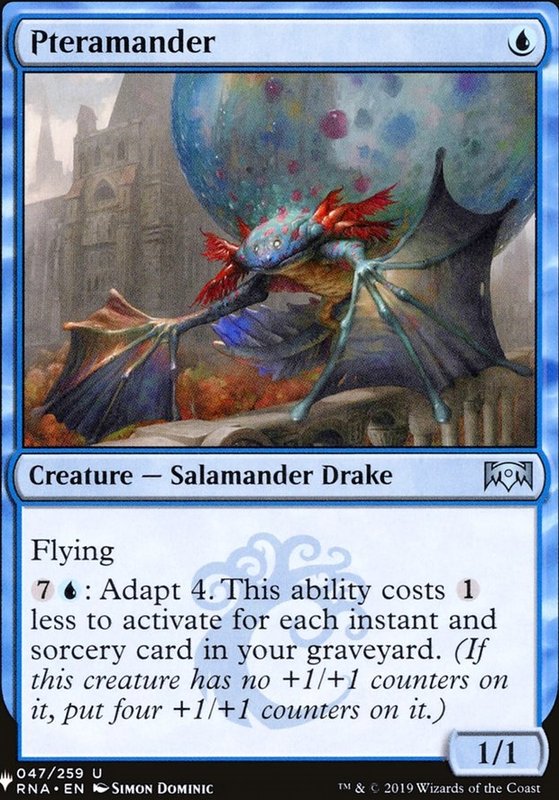 Pteramander
Creature — Salamander Drake
Flying
7 : Adapt 4. This ability costs 1
less to activate for each instant and
sorcery card in your graveyard. (If
this creature has no +1/+1 counters on
it, put four +1/+1 counters on it.)
1/1
047/259 U
RNA • EN Simon Dominic
™ & © 2019 Wizards of the Coast